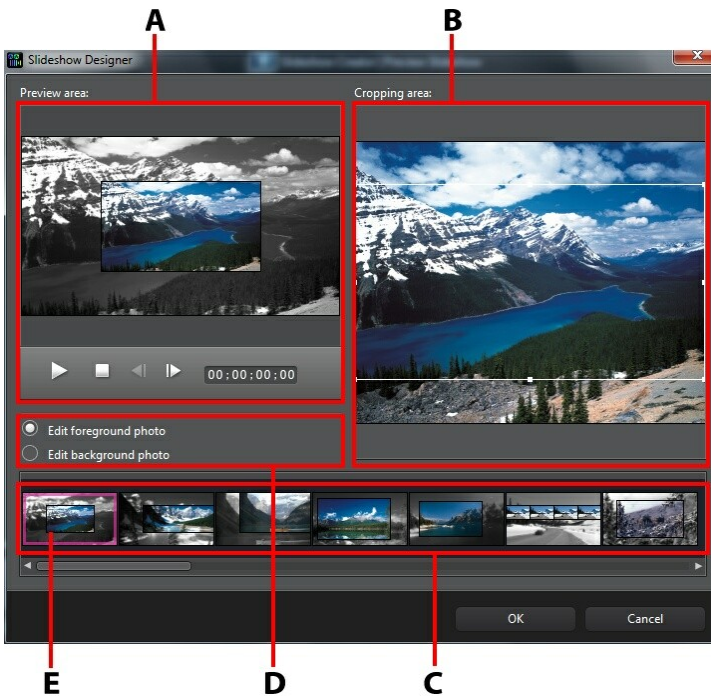 A B
Slideshow Designer
Preview area: Cropping area:
00;00;00;00
Edit foreground photo
Edit background photo
OK Cancel
E D C